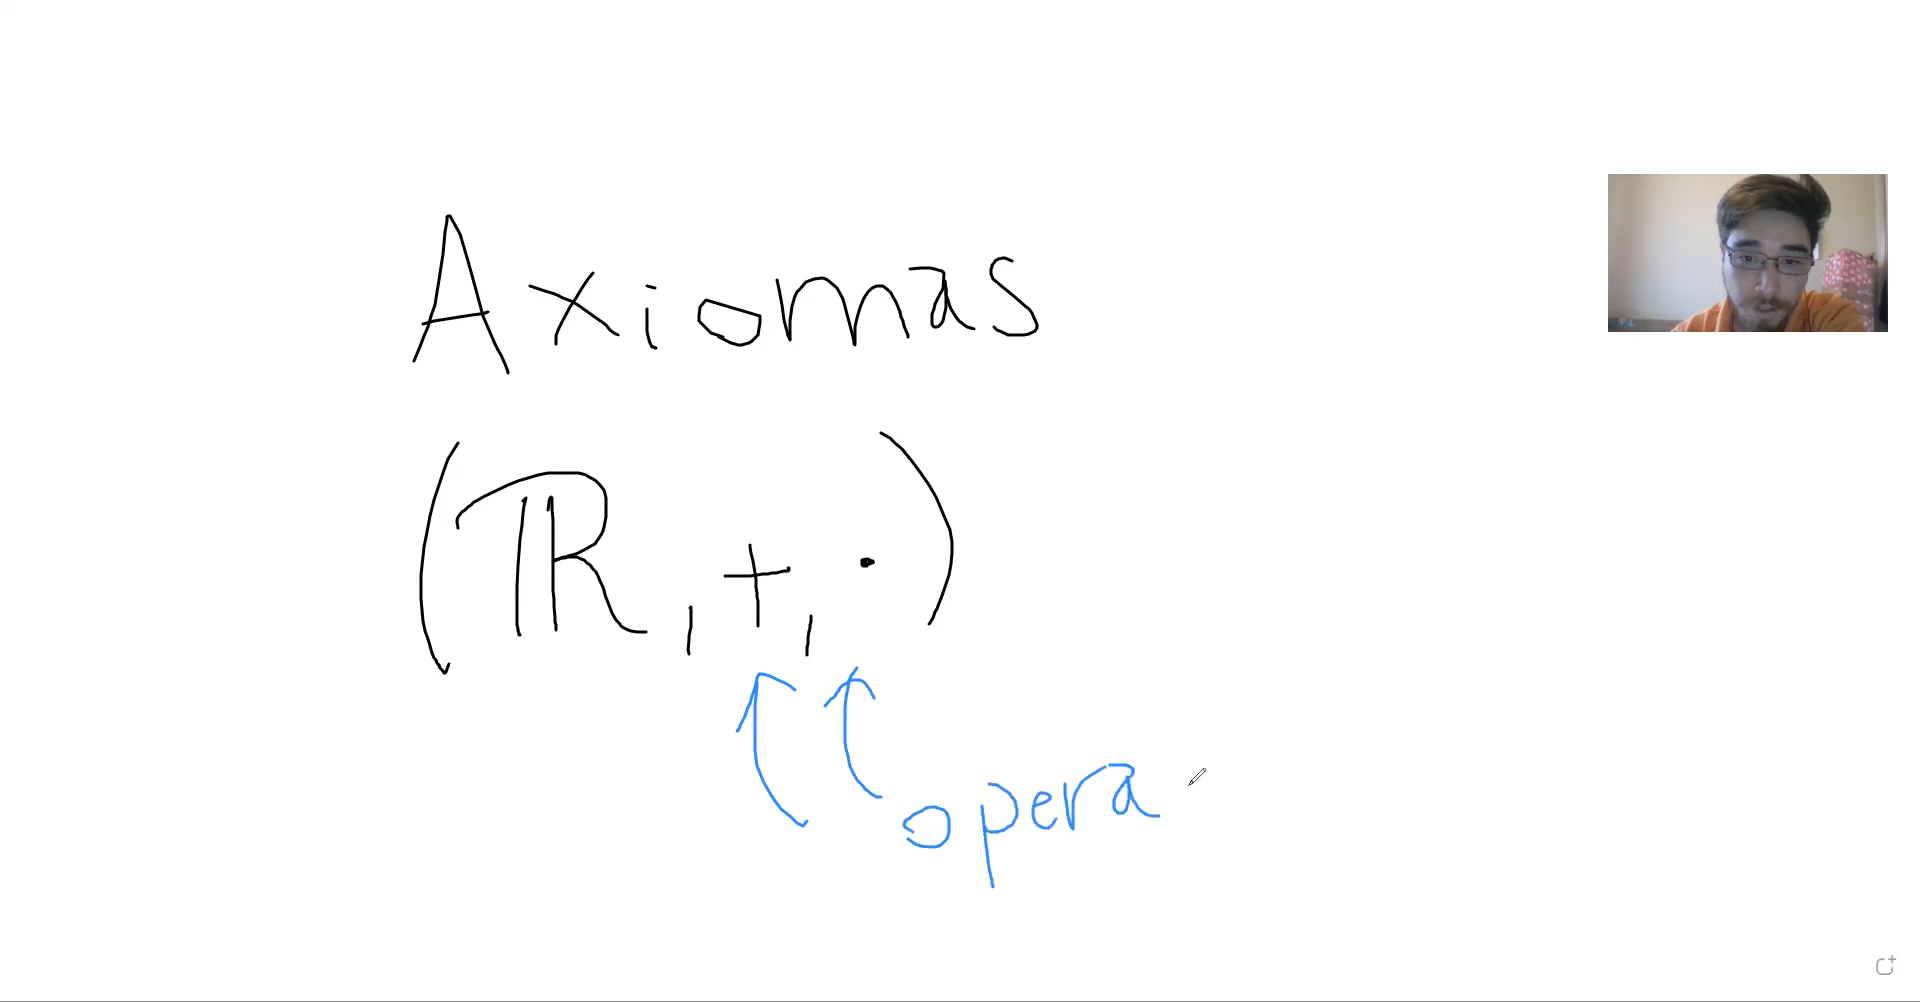 Axiomas
(ℝ, +, ·)
opera